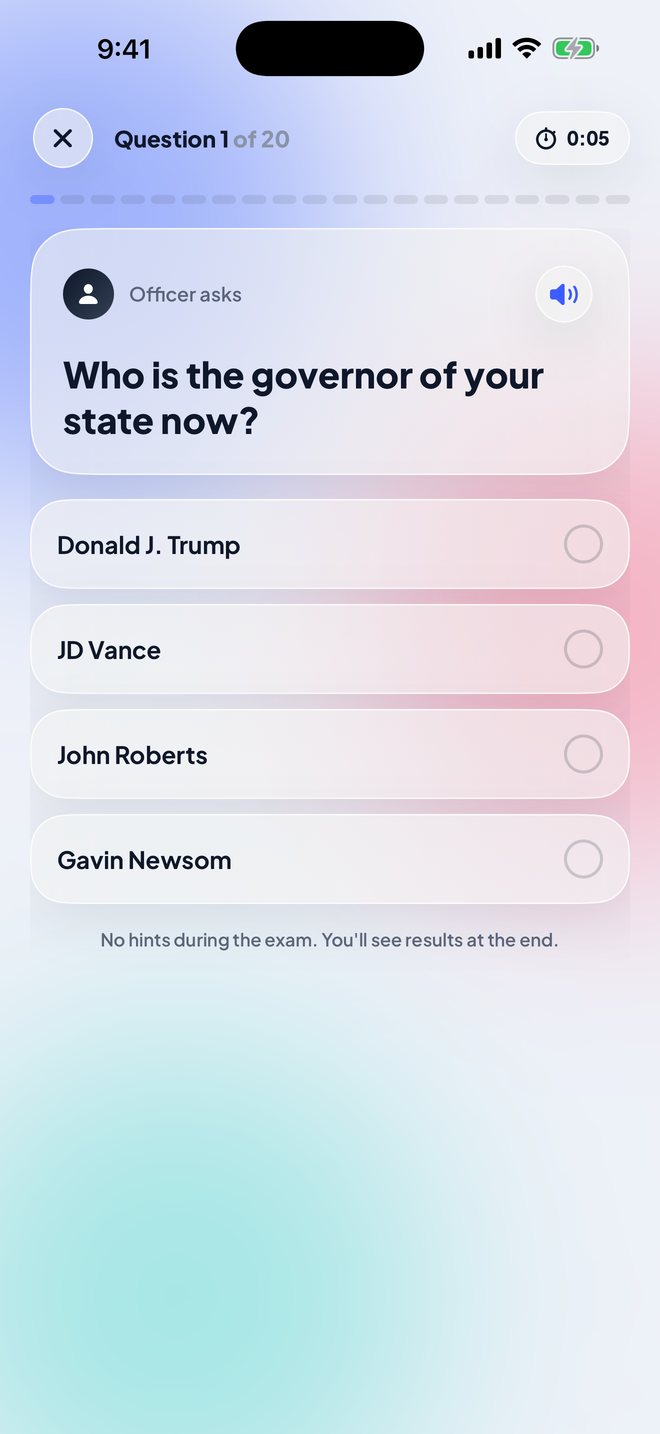 9:41
Question 1 of 20
0:05
Officer asks
Who is the governor of your
state now?
Donald J. Trump
JD Vance
John Roberts
Gavin Newsom
No hints during the exam. You'll see results at the end.